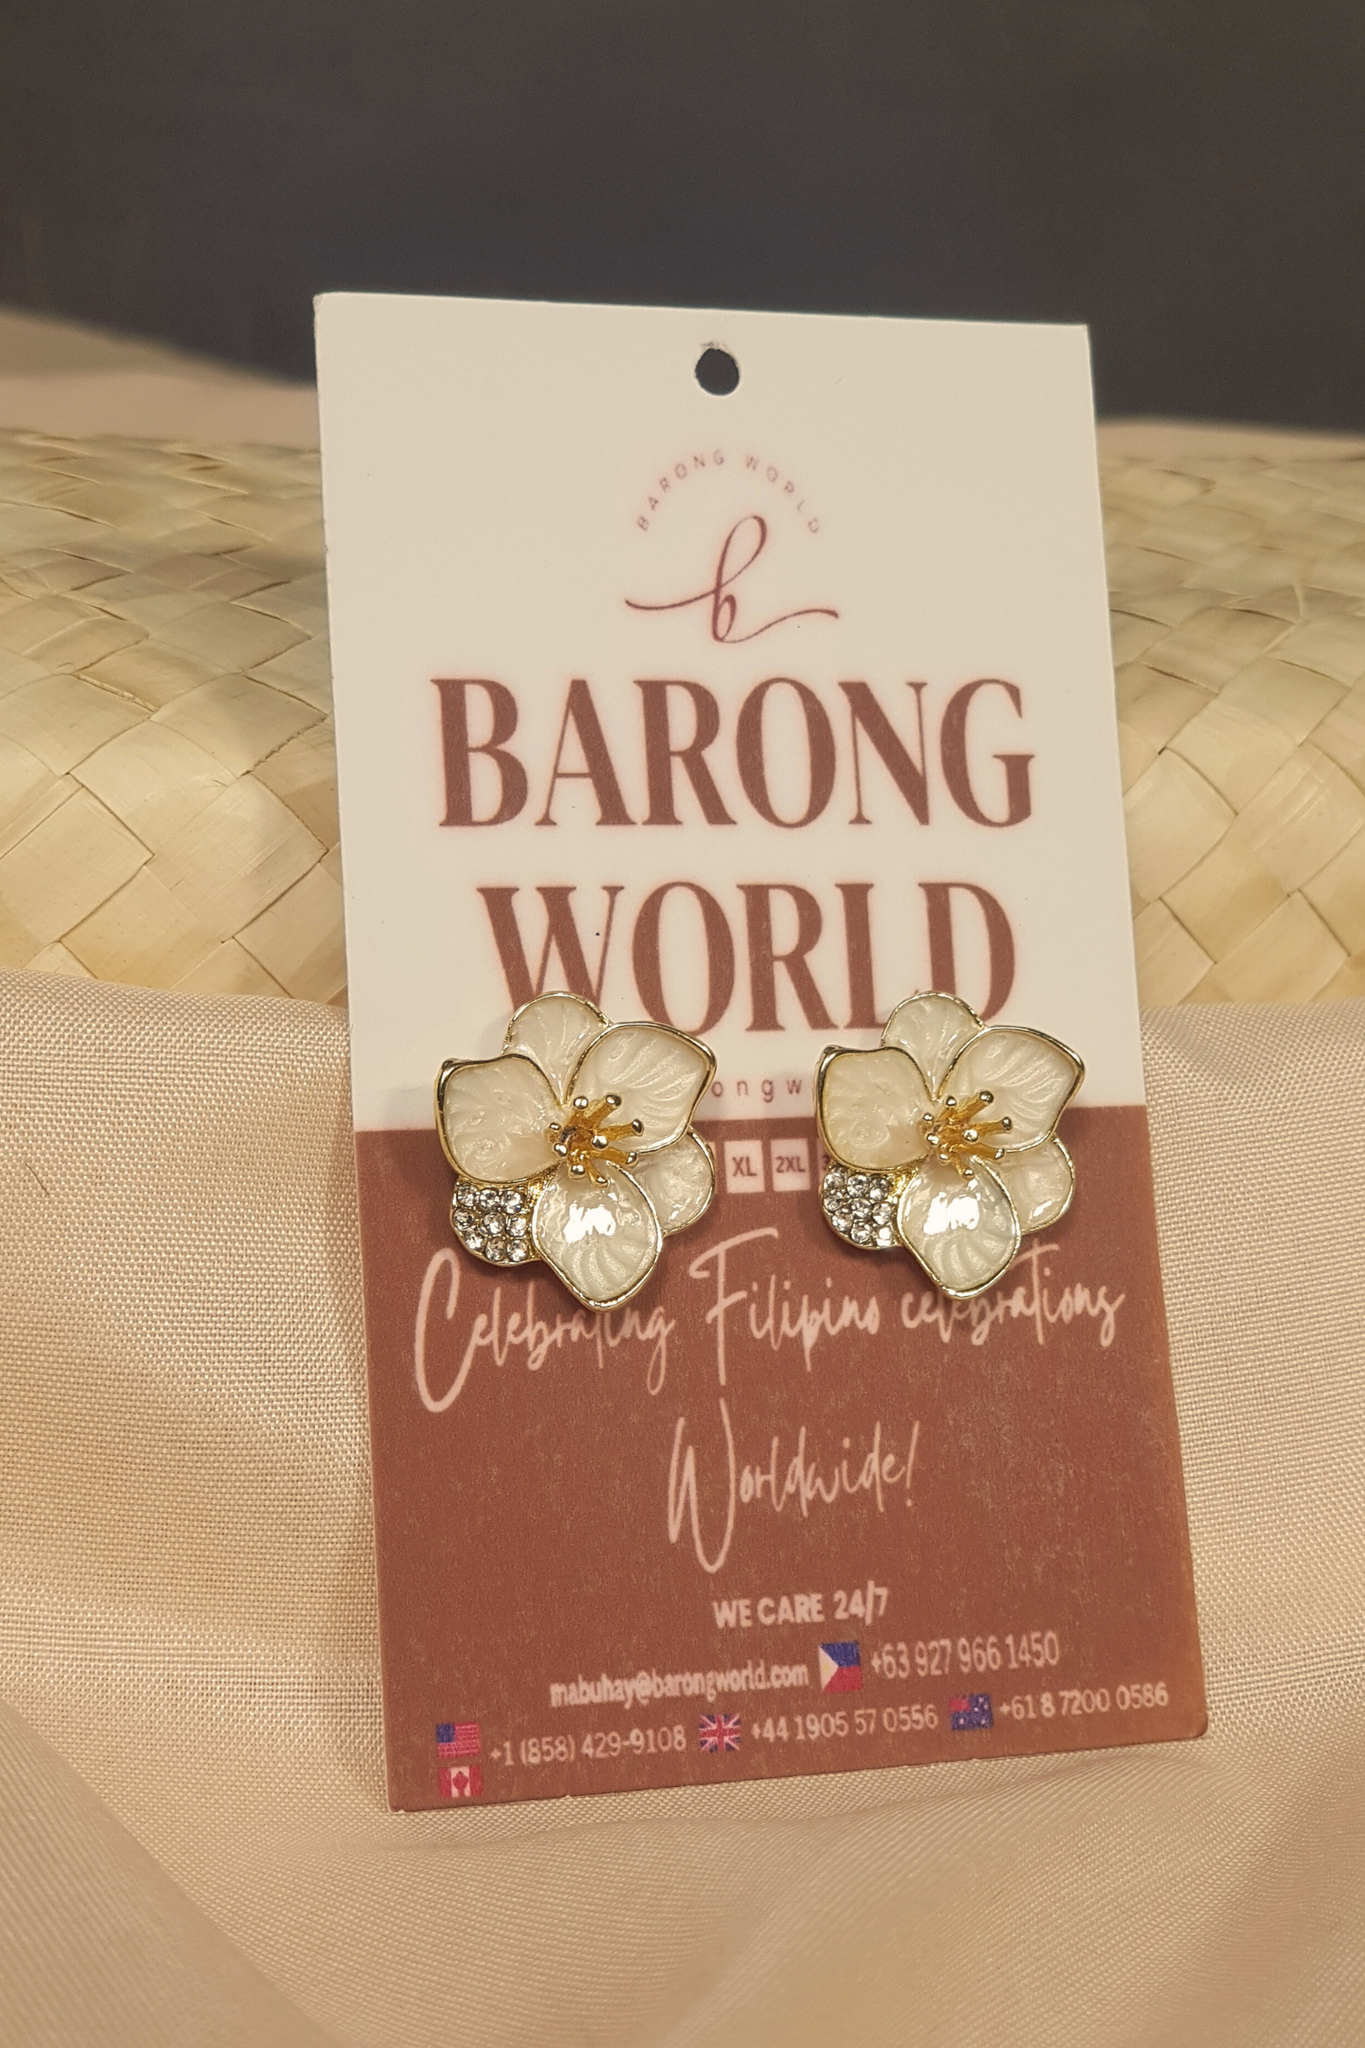 BARONG WORLD
b
BARONG
WORLD
XL 2XL
Celebrating Filipino celebrations
Worldwide!
WE CARE 24/7
mabuhay@barongworld.com +63 927 966 1450
+1 (858) 429-9108 +44 1905 57 0556 +61 8 7200 0586